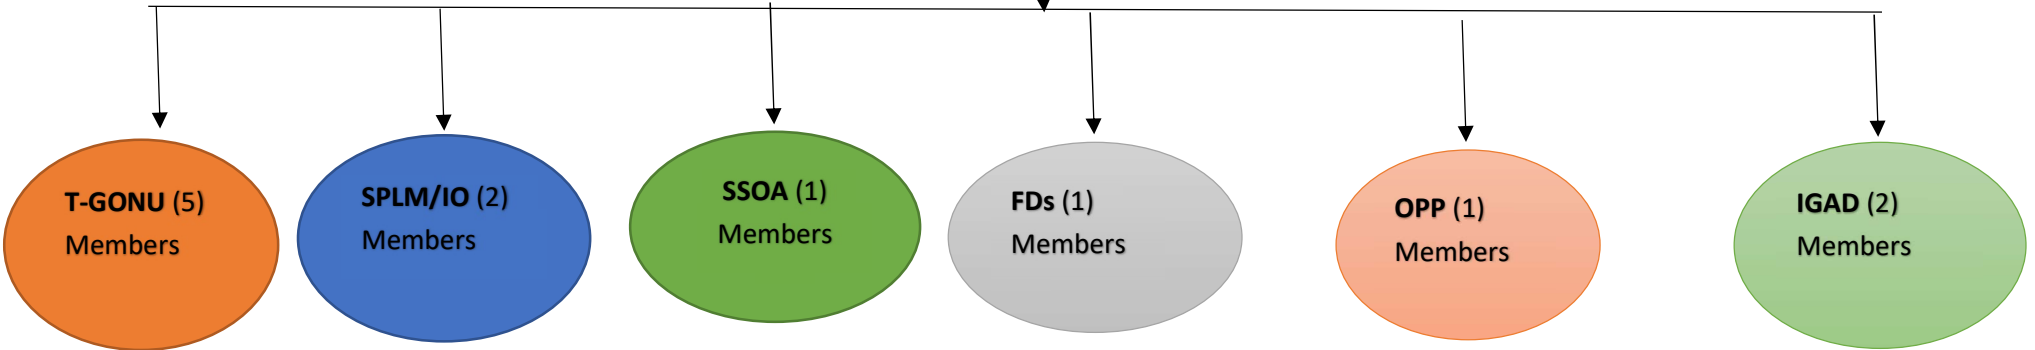 T-GONU (5)
Members
SPLM/IO (2)
Members
SSOA (1)
Members
FDs (1)
Members
OPP (1)
Members
IGAD (2)
Members